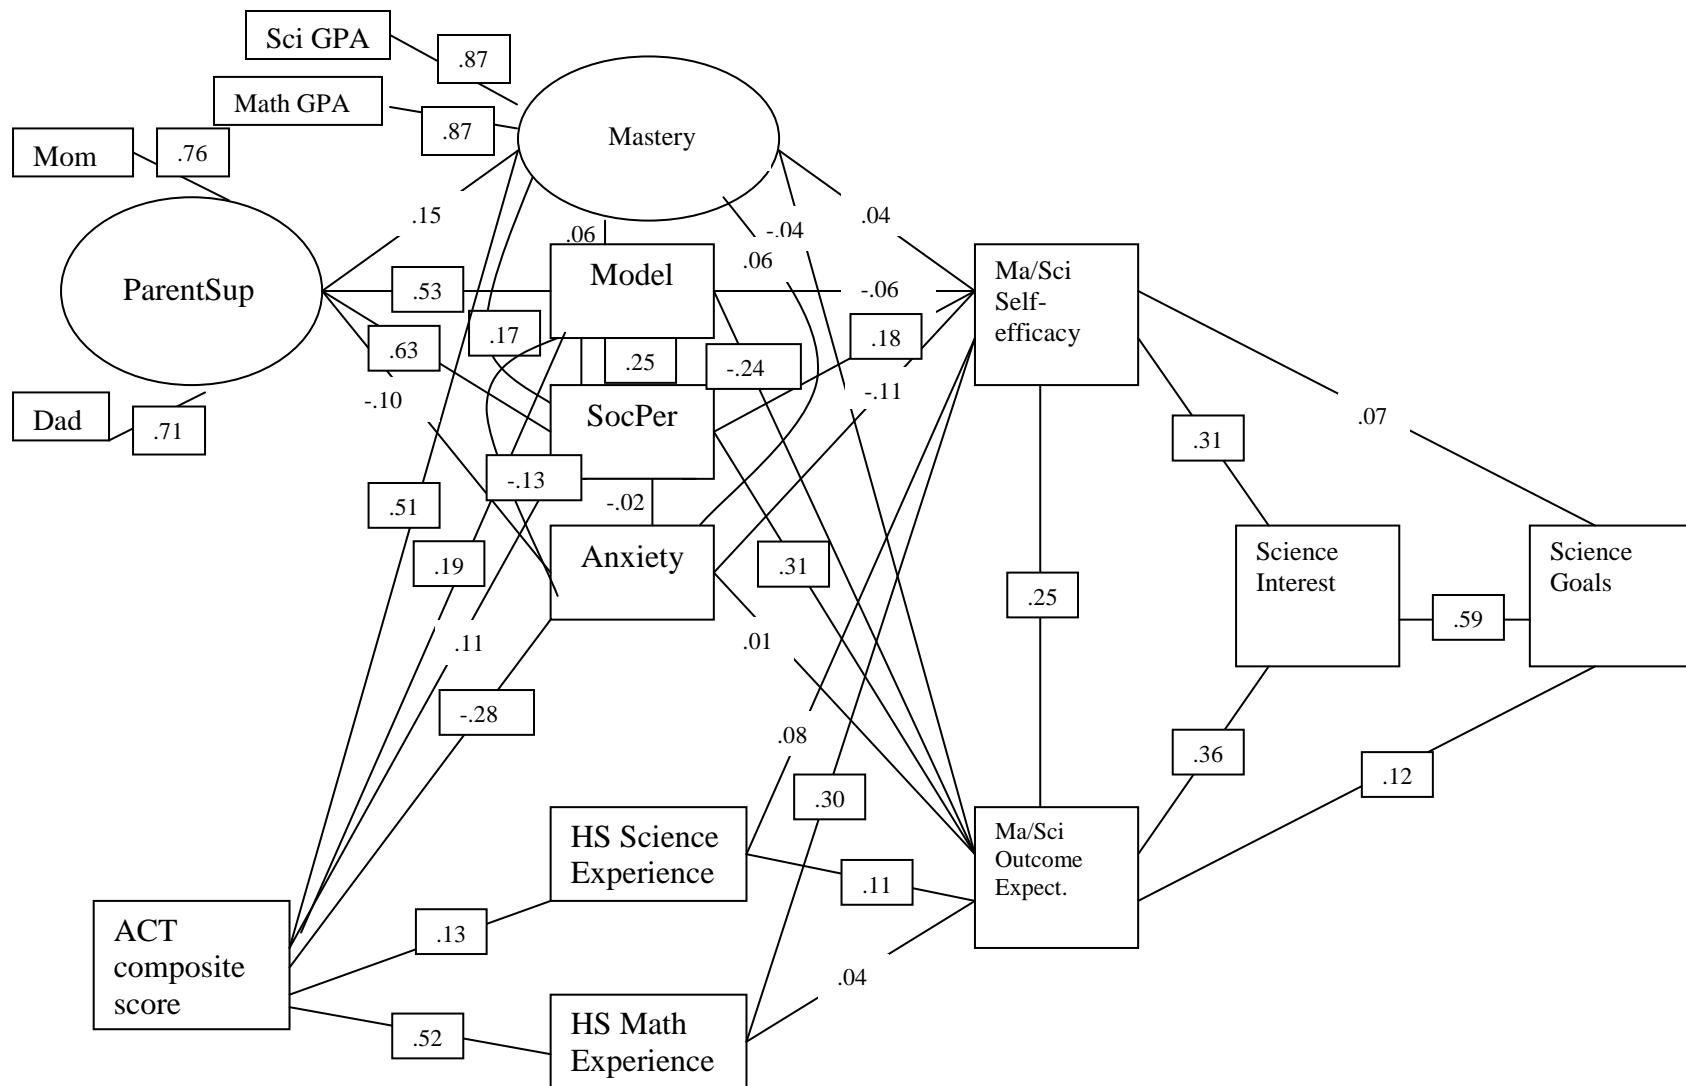 Sci GPA
.87
Math GPA
.87
Mastery
Mom
.76
.15
.04
-.04
.06
.06
ParentSup
.53
Model
-.06
Ma/Sci
Self-
efficacy
.17
.18
.63
.25
-.24
-.10
-.11
Dad
.71
SocPer
.07
.31
-.13
.51
-.02
.19
Anxiety
.31
.25
Science
Interest
.59
Science
Goals
.11
.01
-.28
.08
.36
.12
.30
HS Science
Experience
Ma/Sci
Outcome
Expect.
.11
ACT
composite
score
.13
.04
.52
HS Math
Experience